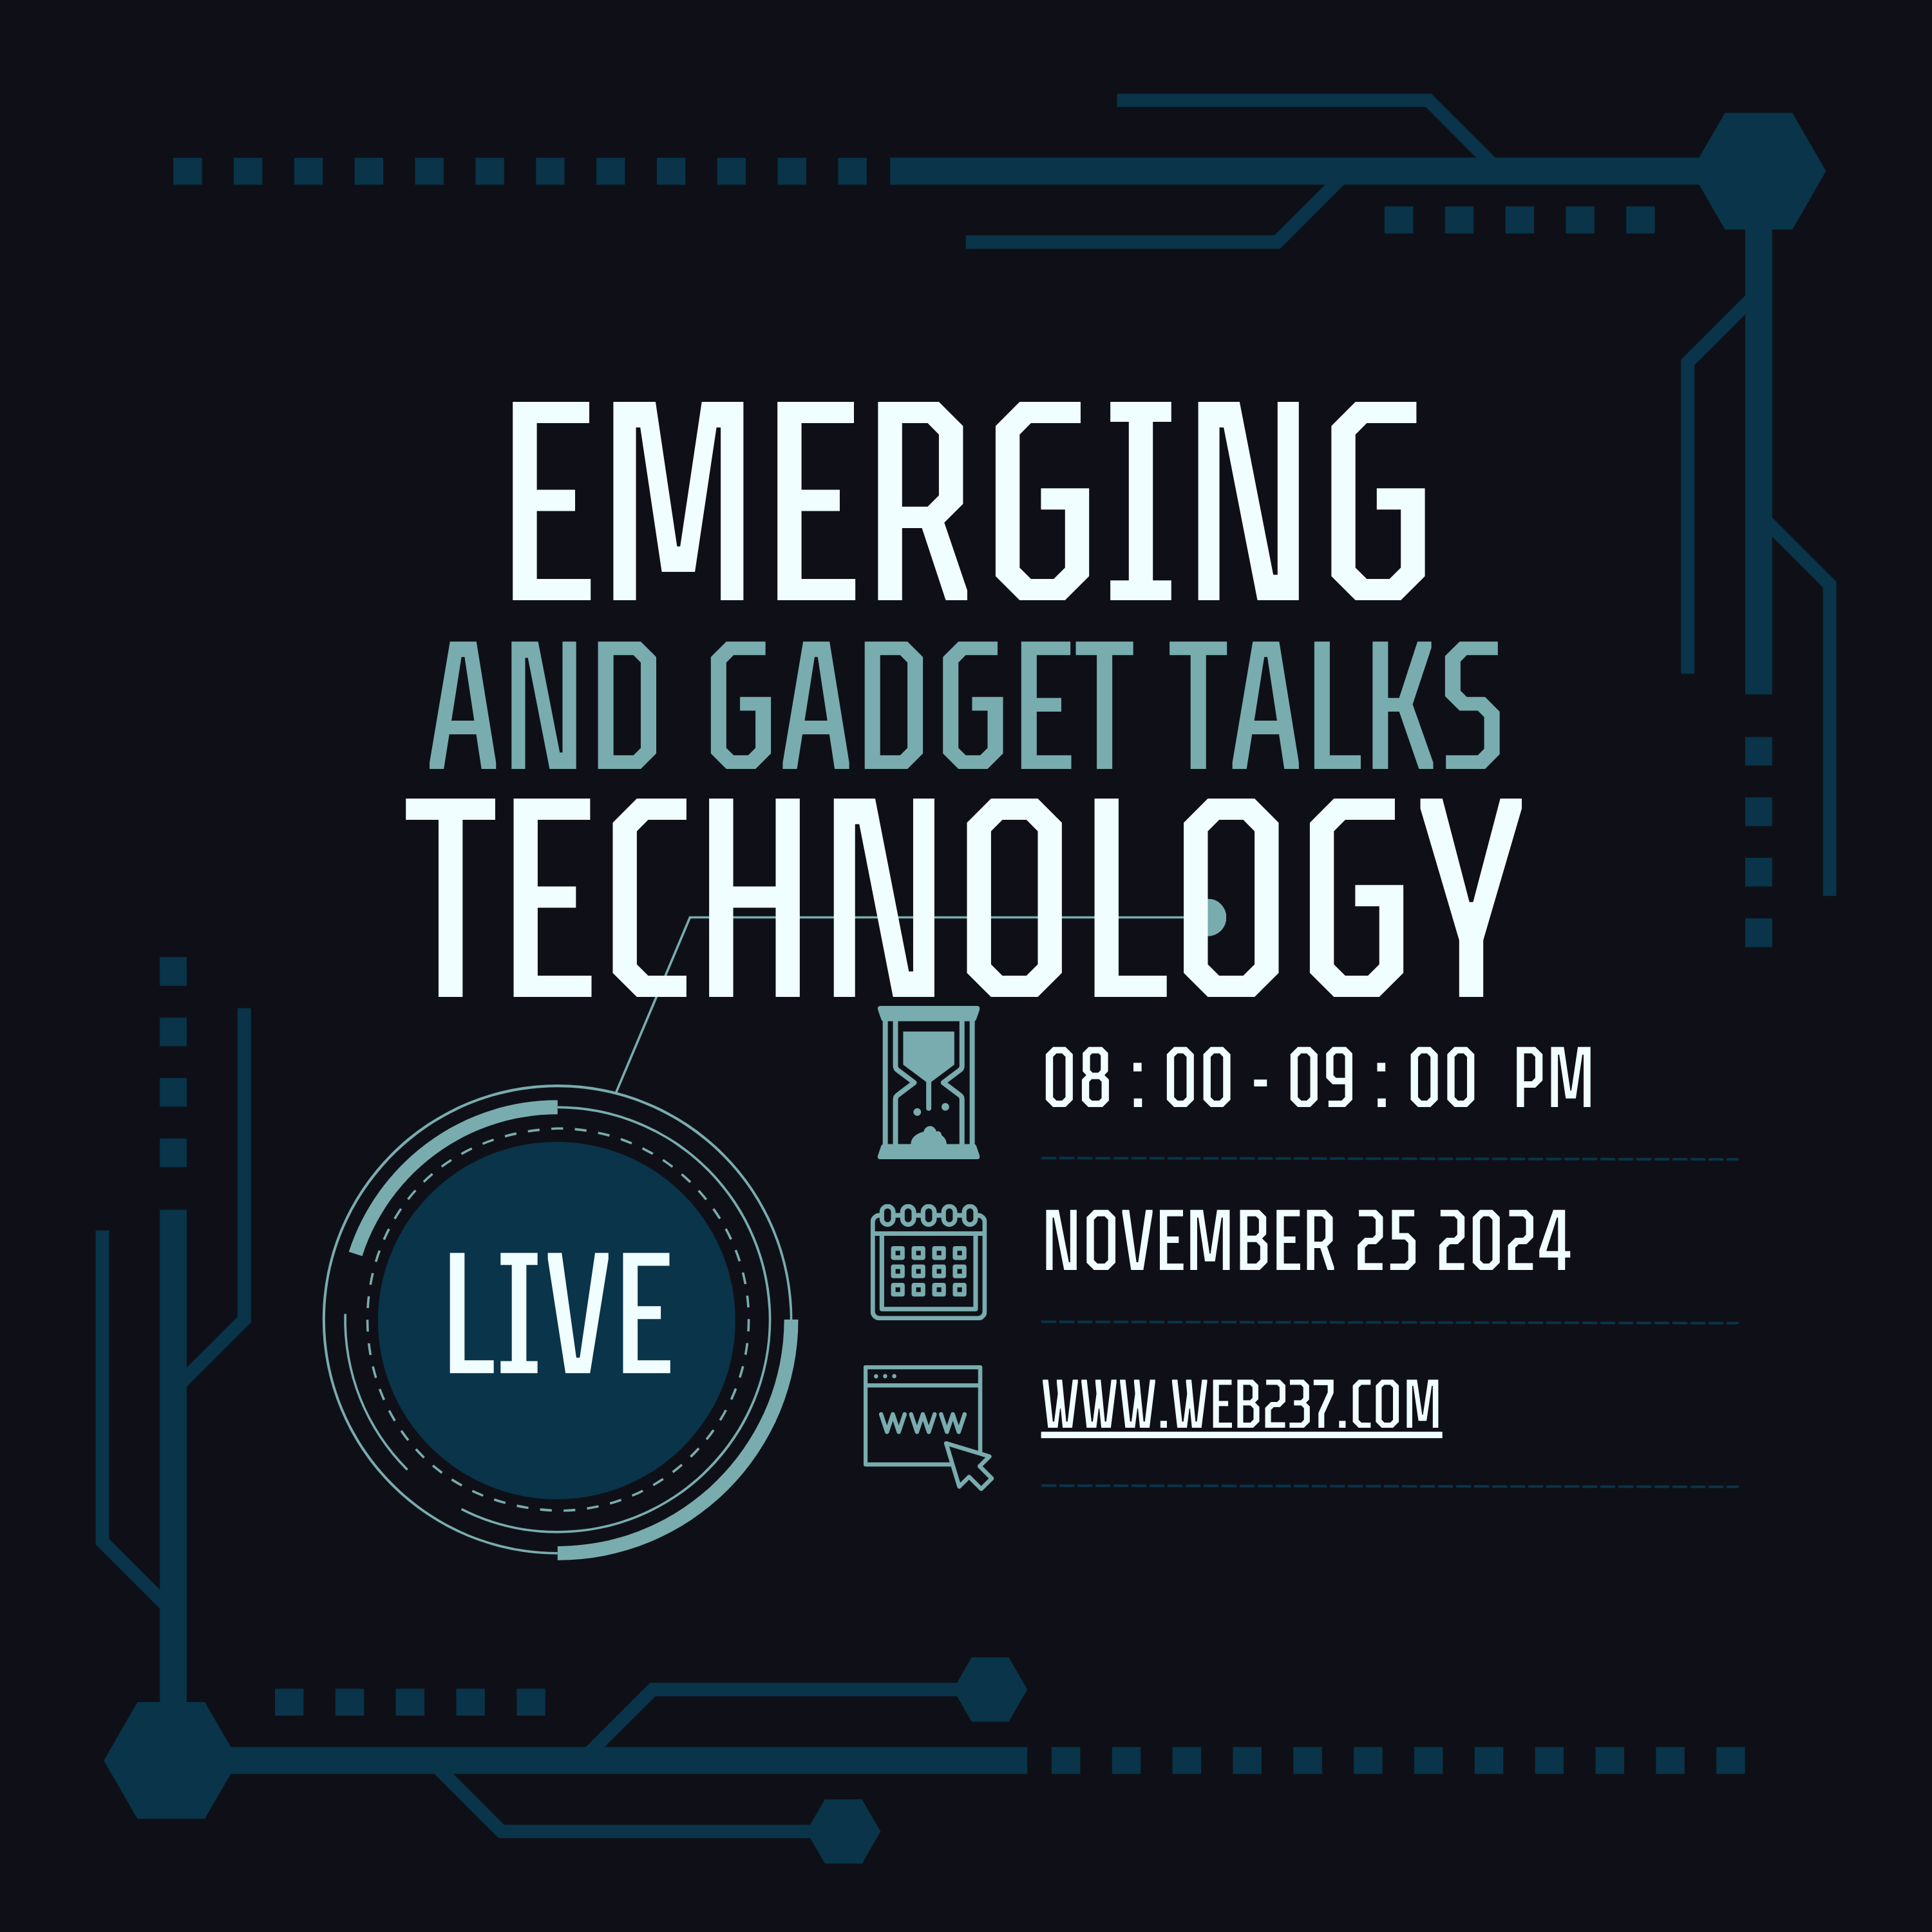 EMERGING
AND GADGET TALKS
TECHNOLOGY
08:00-09:00 PM
LIVE
NOVEMBER 25 2024
WWW.WEB237.COM
WWW